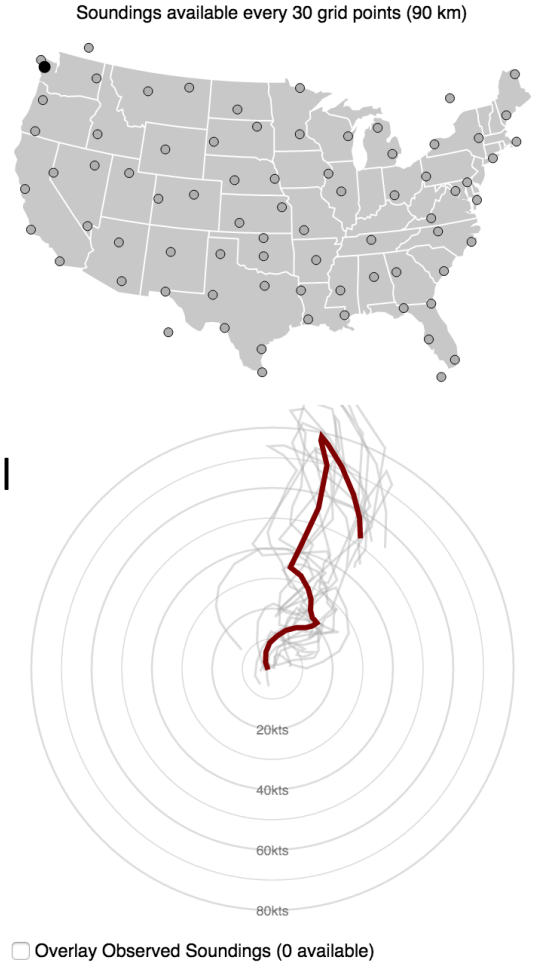 Soundings available every 30 grid points (90 km)
20kts
40kts
60kts
80kts
Overlay Observed Soundings (0 available)